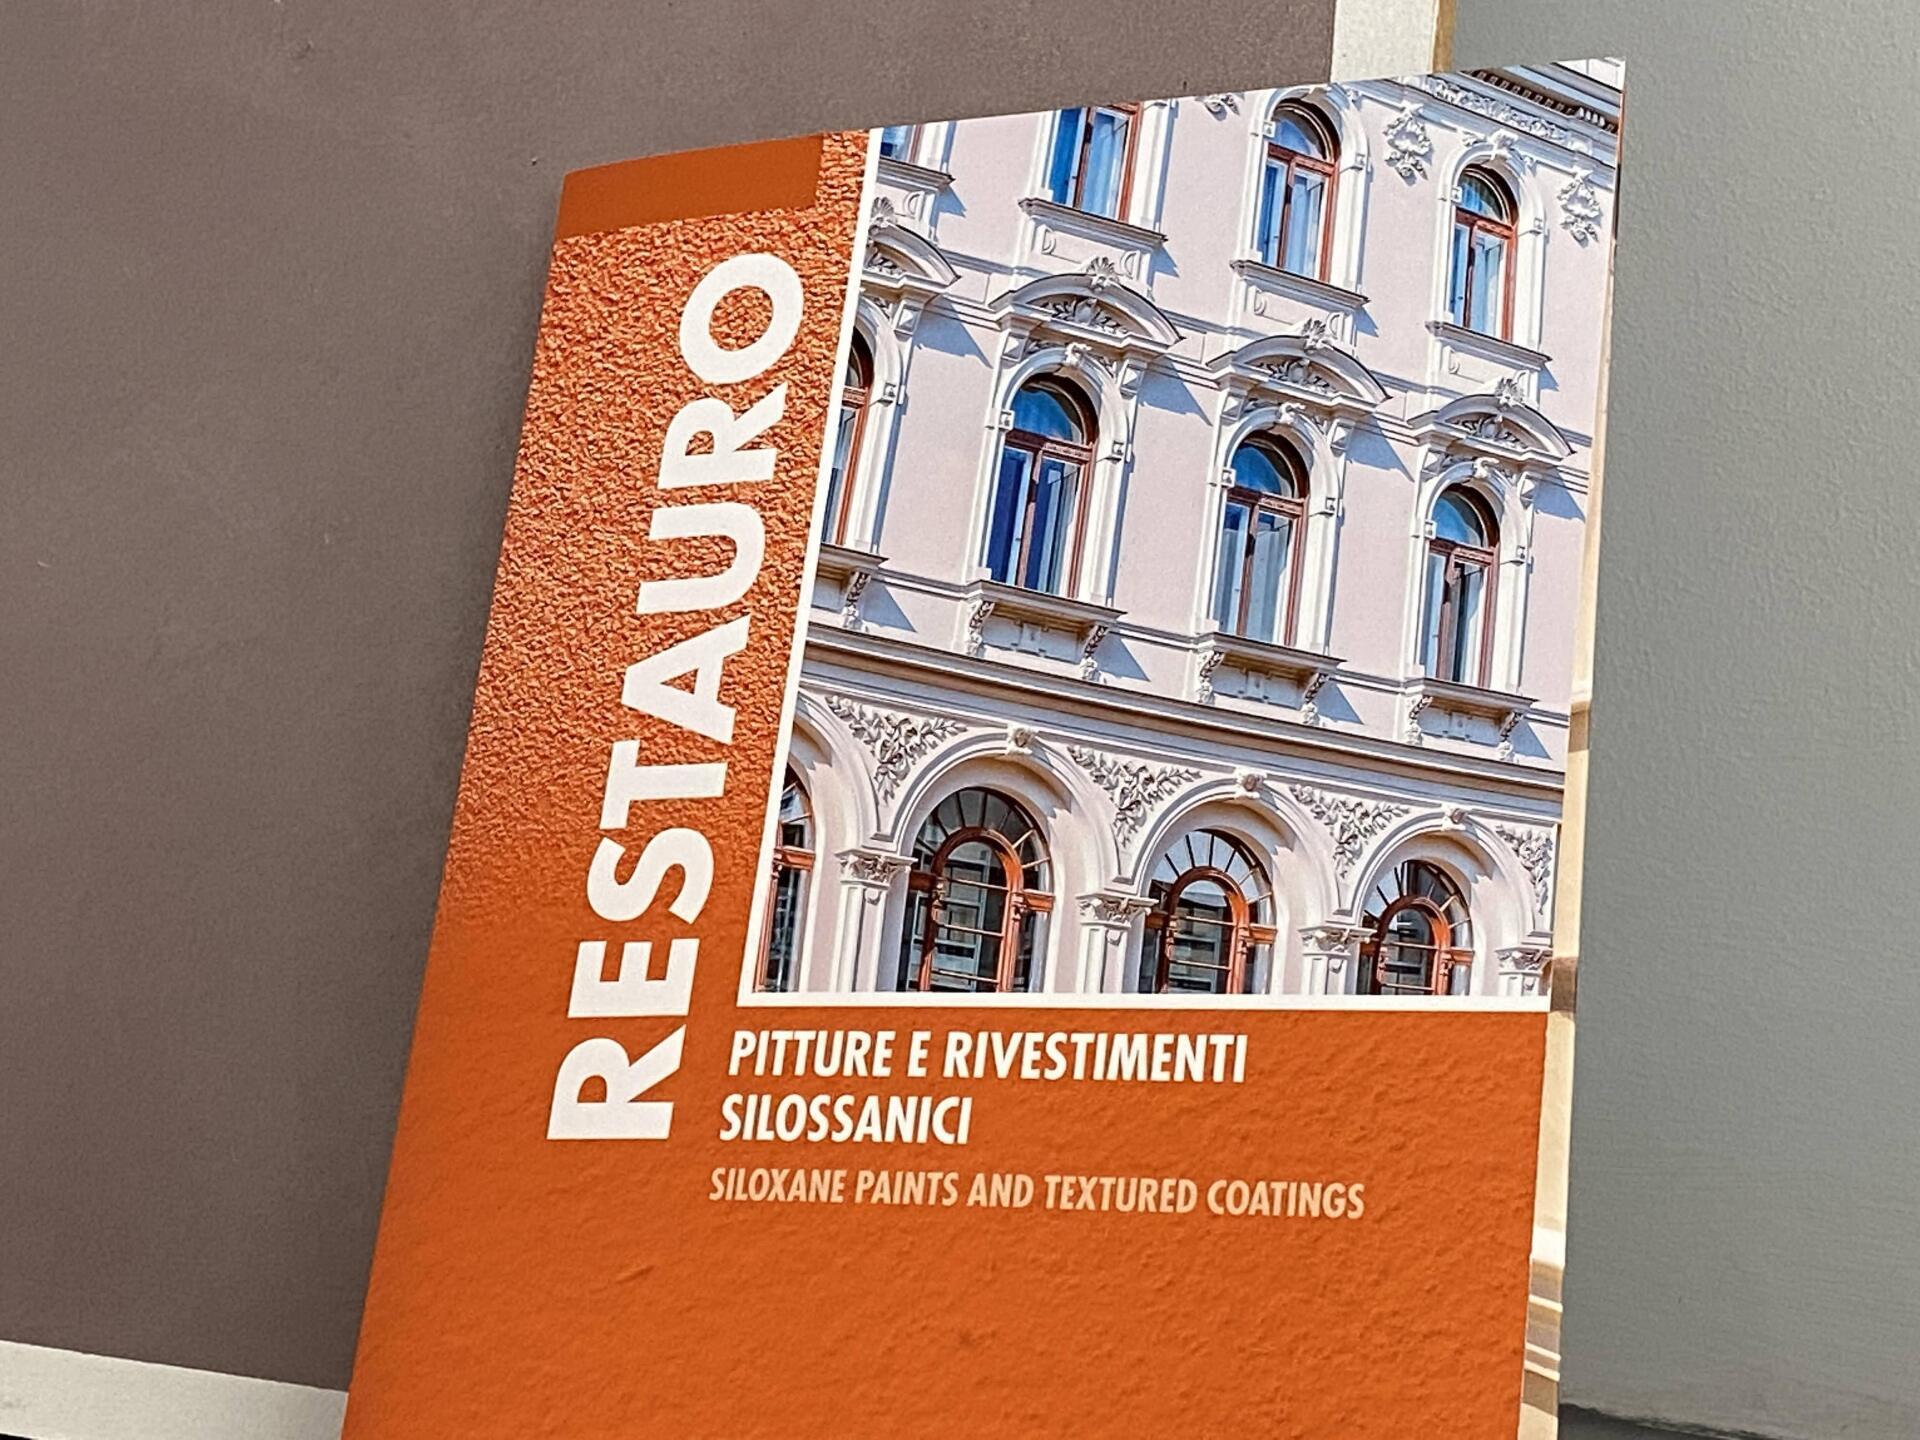 RESTAURO
PITTURE E RIVESTIMENTI
SILOSSANICI
SILOXANE PAINTS AND TEXTURED COATINGS